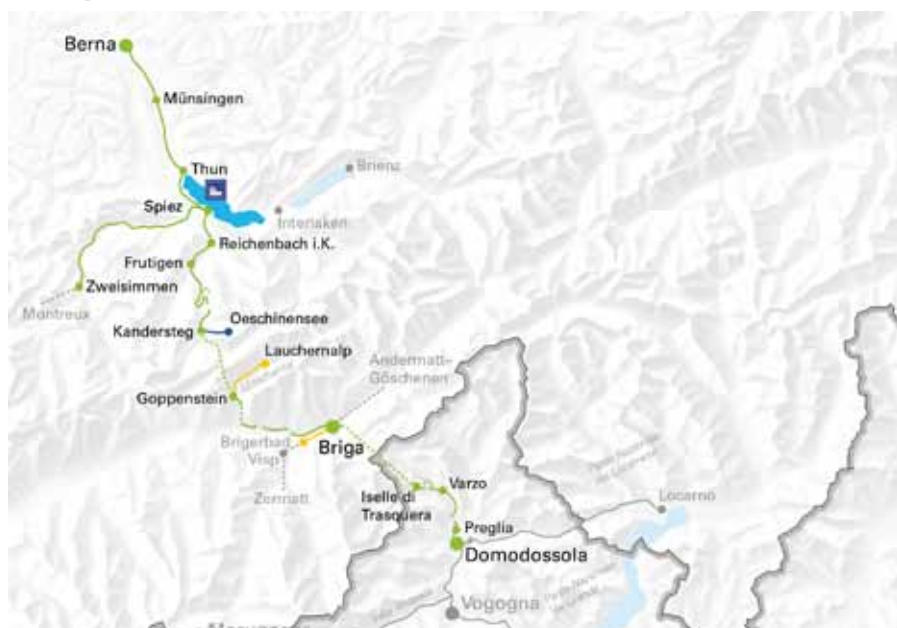 Berna
Münsingen
Thun
Brienz
Spiez
Interlaken
Reichenbach i.K.
Frutigen
Zweisimmen
Montreux
Kandersteg
Oeschinensee
Lauchernalp
Andermatt–
Göschenen
Goppenstein
Brigerbad
Visp
Briga
Zermatt
Iselle di
Trasquera
Varzo
Locarno
Preglia
Domodossola
Vogogna